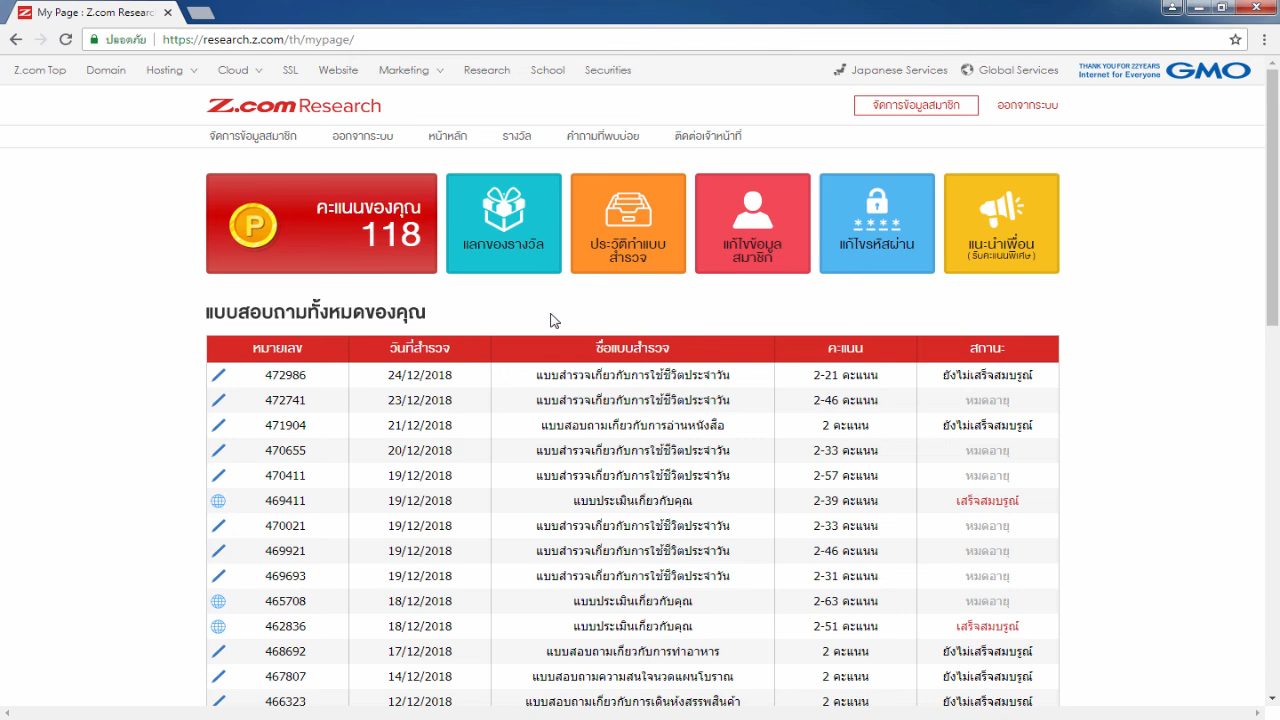 My Page : Z.com Researc
ปลอดภัย https://research.z.com/th/mypage/
Z.com Top Domain Hosting Cloud SSL Website Marketing Research School Securities Japanese Services Global Services THANK YOU FOR 22YEARS Internet for Everyone GMO
Z.com Research จัดการข้อมูลสมาชิก ออกจากระบบ
จัดการข้อมูลสมาชิก ออกจากระบบ หน้าหลัก รางวัล คำถามที่พบบ่อย ติดต่อเจ้าหน้าที่
P คะแนนของคุณ
118
แลกของรางวัล
ประวัติทำแบบ
สำรวจ
แก้ไขข้อมูล
สมาชิก
แก้ไขรหัสผ่าน
แนะนำเพื่อน
(รับคะแนนพิเศษ)
แบบสอบถามทั้งหมดของคุณ
หมายเลข วันที่สำรวจ ชื่อแบบสำรวจ คะแนน สถานะ
472986 24/12/2018 แบบสำรวจเกี่ยวกับการใช้ชีวิตประจำวัน 2-21 คะแนน ยังไม่เสร็จสมบูรณ์
472741 23/12/2018 แบบสำรวจเกี่ยวกับการใช้ชีวิตประจำวัน 2-46 คะแนน หมดอายุ
471904 21/12/2018 แบบสอบถามเกี่ยวกับการอ่านหนังสือ 2 คะแนน ยังไม่เสร็จสมบูรณ์
470655 20/12/2018 แบบสำรวจเกี่ยวกับการใช้ชีวิตประจำวัน 2-33 คะแนน หมดอายุ
470411 19/12/2018 แบบสำรวจเกี่ยวกับการใช้ชีวิตประจำวัน 2-57 คะแนน หมดอายุ
469411 19/12/2018 แบบประเมินเกี่ยวกับคุณ 2-39 คะแนน เสร็จสมบูรณ์
470021 19/12/2018 แบบสำรวจเกี่ยวกับการใช้ชีวิตประจำวัน 2-33 คะแนน หมดอายุ
469921 19/12/2018 แบบสำรวจเกี่ยวกับการใช้ชีวิตประจำวัน 2-46 คะแนน หมดอายุ
469693 19/12/2018 แบบสำรวจเกี่ยวกับการใช้ชีวิตประจำวัน 2-31 คะแนน หมดอายุ
465708 18/12/2018 แบบประเมินเกี่ยวกับคุณ 2-63 คะแนน หมดอายุ
462836 18/12/2018 แบบประเมินเกี่ยวกับคุณ 2-51 คะแนน เสร็จสมบูรณ์
468692 17/12/2018 แบบสอบถามเกี่ยวกับการทำอาหาร 2 คะแนน ยังไม่เสร็จสมบูรณ์
467807 14/12/2018 แบบสอบถามความสนใจนวดแผนโบราณ 2 คะแนน ยังไม่เสร็จสมบูรณ์
466323 12/12/2018 แบบสอบถามเกี่ยวกับการเดินห้างสรรพสินค้า 2 คะแนน ยังไม่เสร็จสมบูรณ์